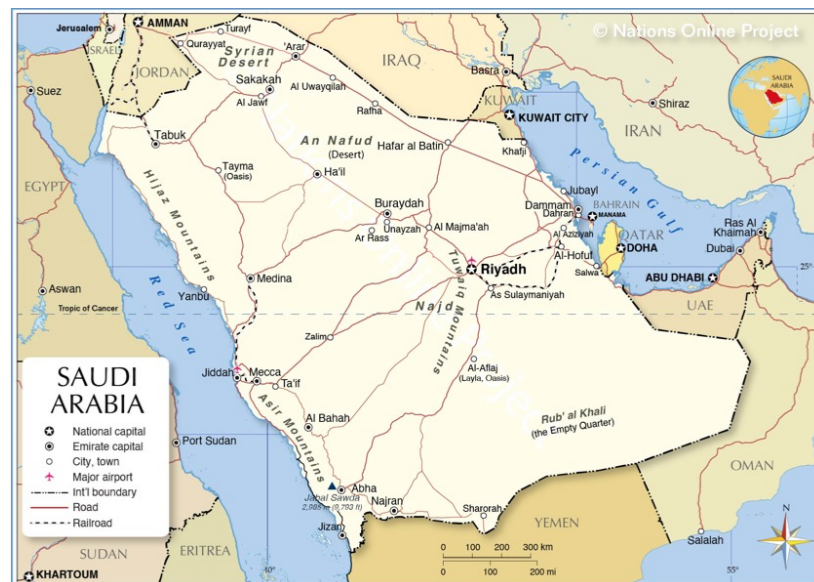 © Nations Online Project
Jerusalem
AMMAN
ISRAEL
JORDAN
Turayf
Qurayyat
Syrian
Desert
'Arar
IRAQ
Basra
SAUDI
ARABIA
Suez
Sakakah
Al Jawf
Al Uwayqilah
Rafha
KUWAIT
KUWAIT CITY
Shiraz
IRAN
Tabuk
An Nafud
(Desert)
Hafar al Batin
Khafji
Persian Gulf
Tayma
(Oasis)
Ha'il
EGYPT
Hijaz Mountains
Buraydah
Unayzah
Ar Rass
Al Majma'ah
Jubayl
Dammam
Dahran
BAHRAIN
MANAMA
Al Aziziyah
QATAR
DOHA
Ras Al
Khaimah
Dubai
Al-Hofuf
Salwa
ABU DHABI
25°
Riyadh
Medina
Aswan
Yanbu
Red Sea
Tropic of Cancer
Tuwaiq Mountains
As Sulaymaniyah
UAE
Najd
Zalim
Al-Aflaj
(Layla, Oasis)
Jiddah
Mecca
Ta'if
Asir Mountains
Al Bahah
Rub' al Khali
(the Empty Quarter)
SAUDI
ARABIA
National capital
Emirate capital
City, town
Major airport
Int'l boundary
Road
Railroad
Port Sudan
OMAN
Abha
Jabal Sawda
Najran
Sharorah
Jizan
YEMEN
Salalah
SUDAN
ERITREA
KHARTOUM
40°
55°
0 100 200 300 km
0 100 200 mi
N